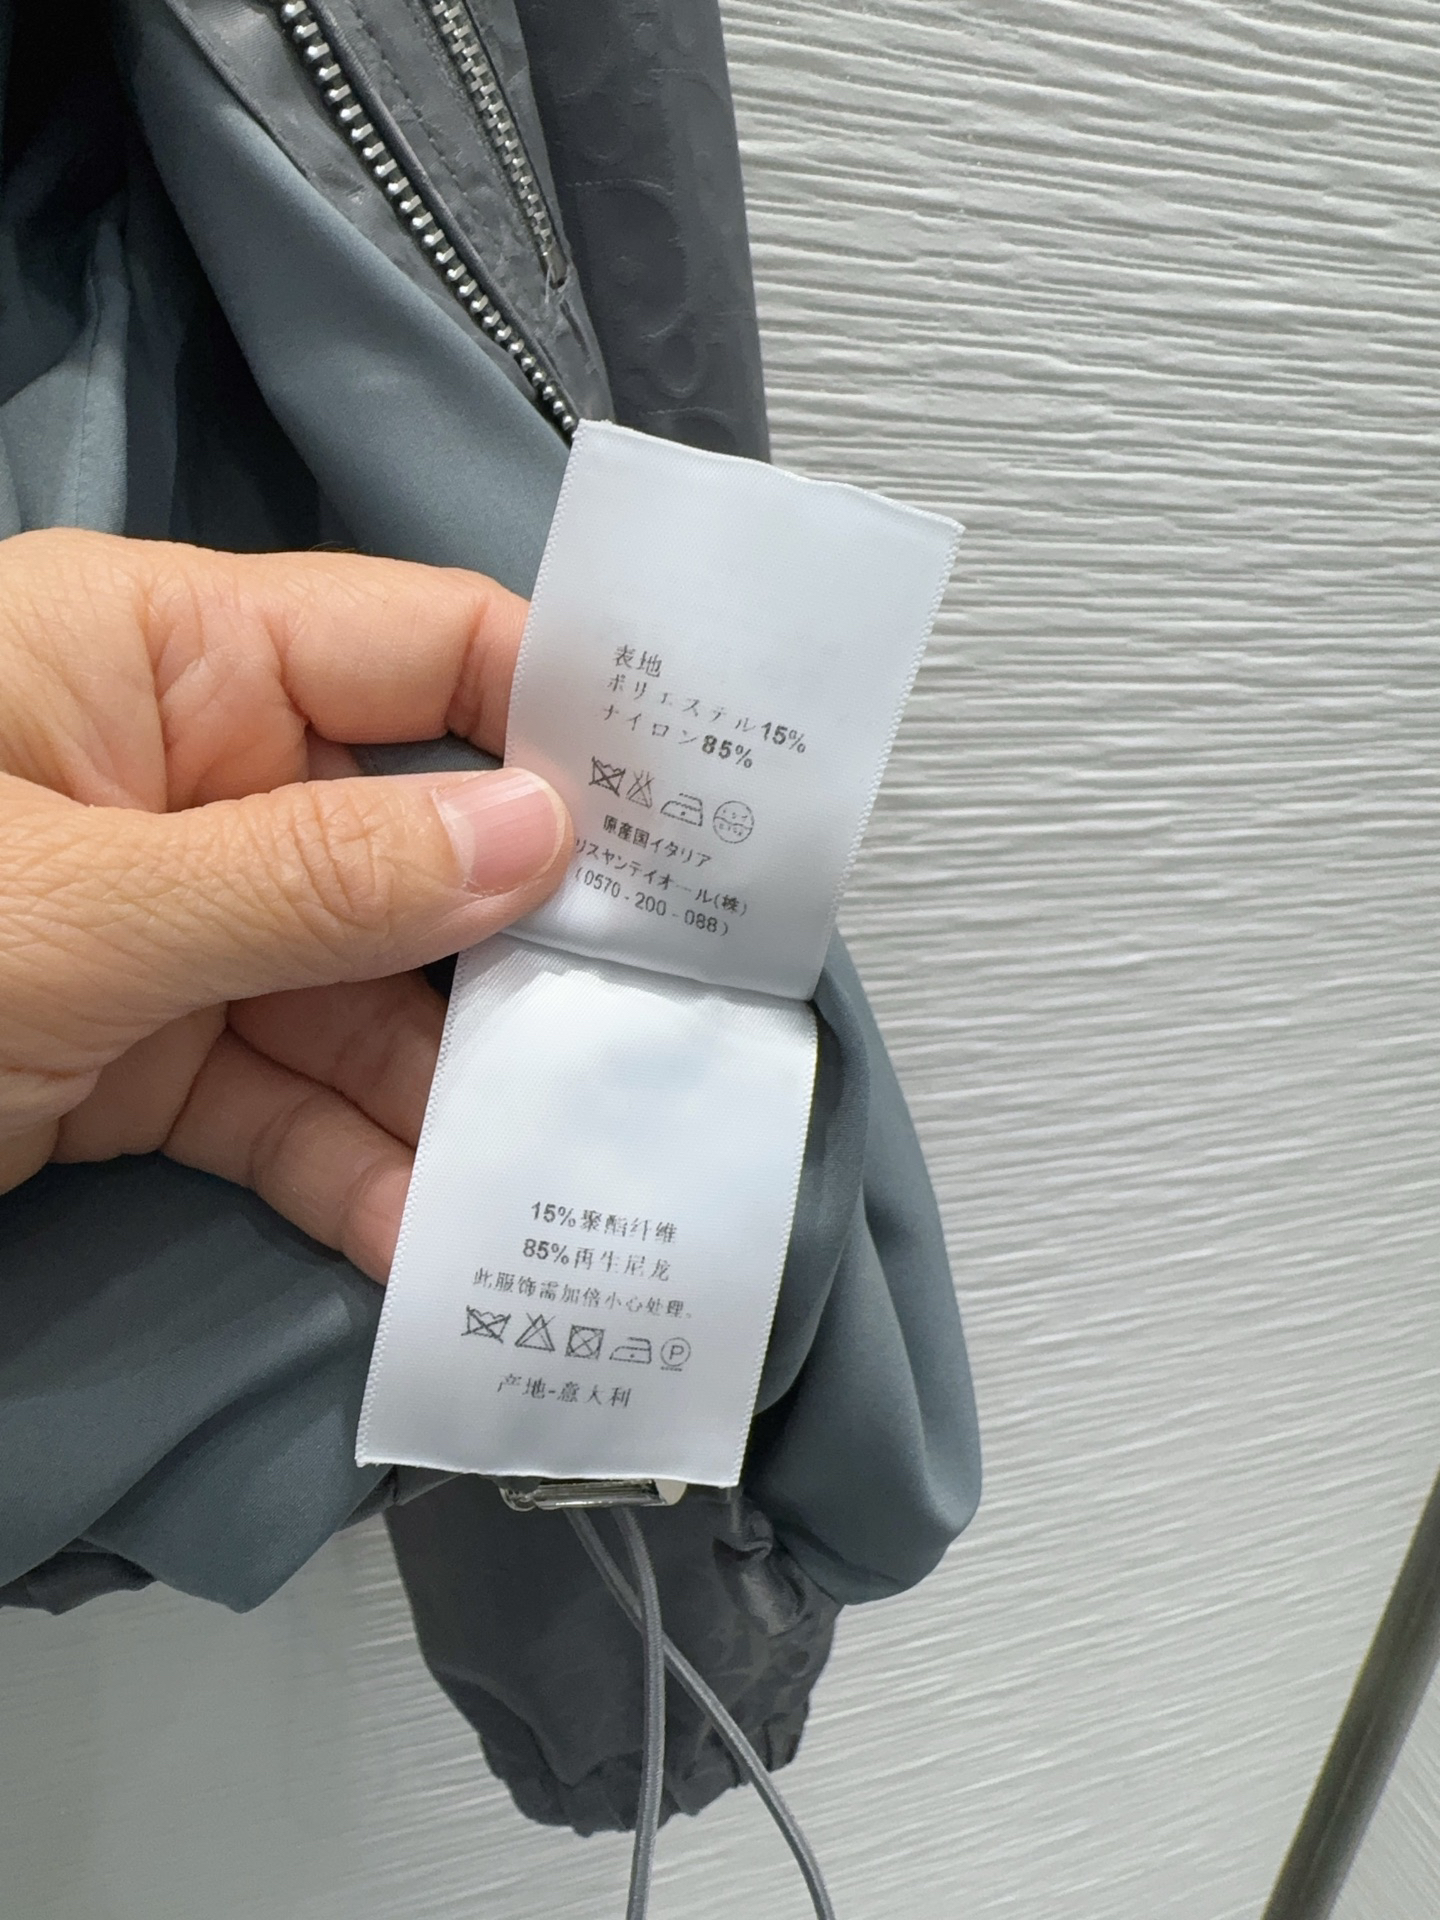 表地
ポリエステル15%
ナイロン85%
原産国イタリア
リスヤンディオール(株)
(0570-200-088)
15%聚酯纤维
85%再生尼龙
此服饰需加倍小心处理。
P
产地-意大利